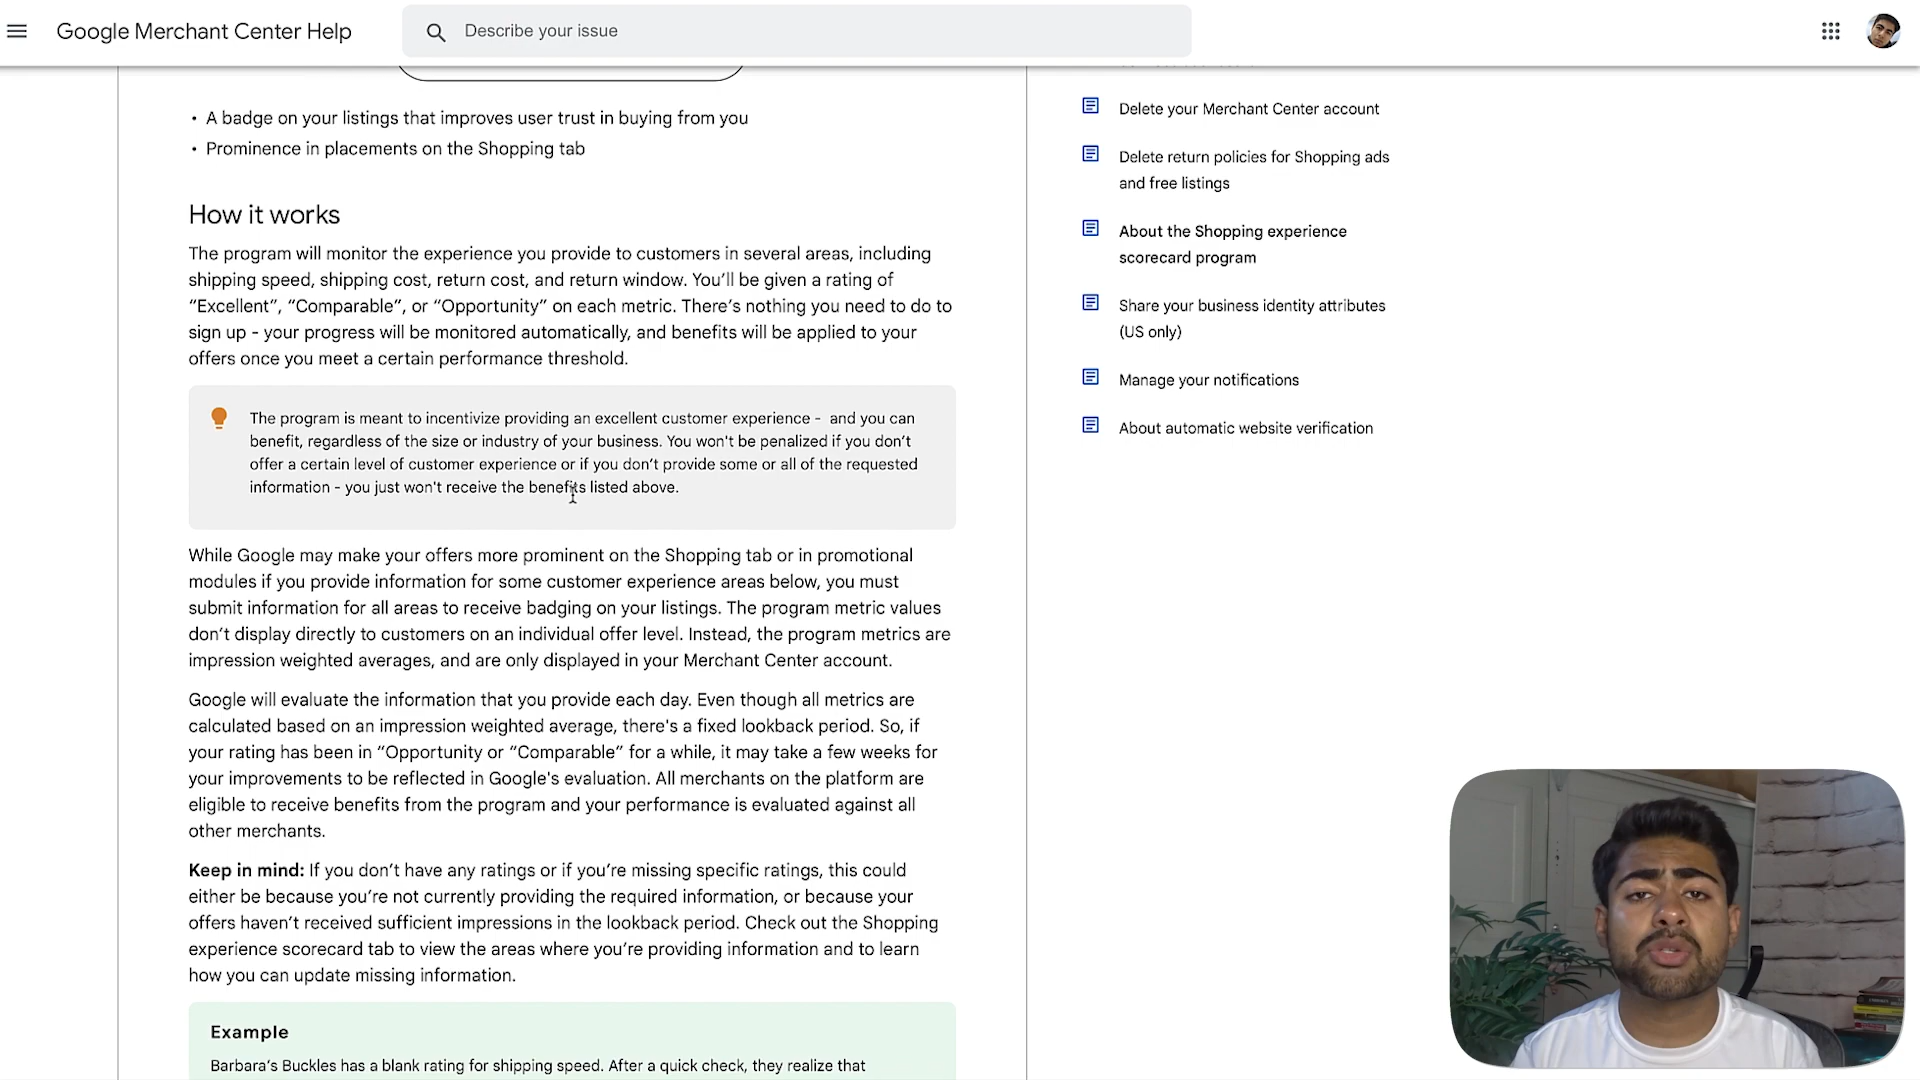 Google Merchant Center Help
Describe your issue
• A badge on your listings that improves user trust in buying from you
• Prominence in placements on the Shopping tab
How it works
The program will monitor the experience you provide to customers in several areas, including
shipping speed, shipping cost, return cost, and return window. You’ll be given a rating of
“Excellent”, “Comparable”, or “Opportunity” on each metric. There’s nothing you need to do to
sign up - your progress will be monitored automatically, and benefits will be applied to your
offers once you meet a certain performance threshold.
The program is meant to incentivize providing an excellent customer experience - and you can
benefit, regardless of the size or industry of your business. You won't be penalized if you don’t
offer a certain level of customer experience or if you don’t provide some or all of the requested
information - you just won't receive the benefits listed above.
While Google may make your offers more prominent on the Shopping tab or in promotional
modules if you provide information for some customer experience areas below, you must
submit information for all areas to receive badging on your listings. The program metric values
don’t display directly to customers on an individual offer level. Instead, the program metrics are
impression weighted averages, and are only displayed in your Merchant Center account.
Google will evaluate the information that you provide each day. Even though all metrics are
calculated based on an impression weighted average, there's a fixed lookback period. So, if
your rating has been in “Opportunity or “Comparable” for a while, it may take a few weeks for
your improvements to be reflected in Google's evaluation. All merchants on the platform are
eligible to receive benefits from the program and your performance is evaluated against all
other merchants.
Keep in mind: If you don’t have any ratings or if you’re missing specific ratings, this could
either be because you’re not currently providing the required information, or because your
offers haven’t received sufficient impressions in the lookback period. Check out the Shopping
experience scorecard tab to view the areas where you’re providing information and to learn
how you can update missing information.
Example
Barbara’s Buckles has a blank rating for shipping speed. After a quick check, they realize that
Delete your Merchant Center account
Delete return policies for Shopping ads
and free listings
About the Shopping experience
scorecard program
Share your business identity attributes
(US only)
Manage your notifications
About automatic website verification